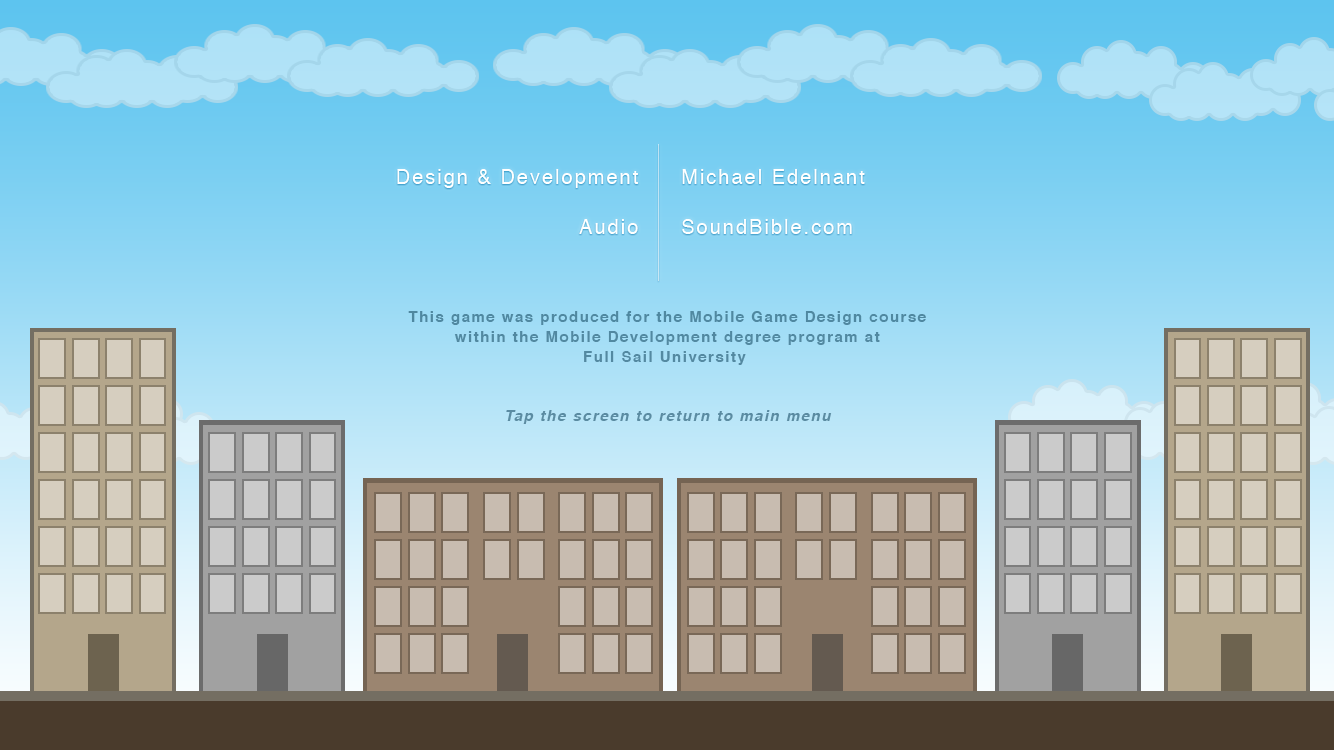 Design & Development Michael Edelnant
Audio SoundBible.com
This game was produced for the Mobile Game Design course
within the Mobile Development degree program at
Full Sail University
Tap the screen to return to main menu